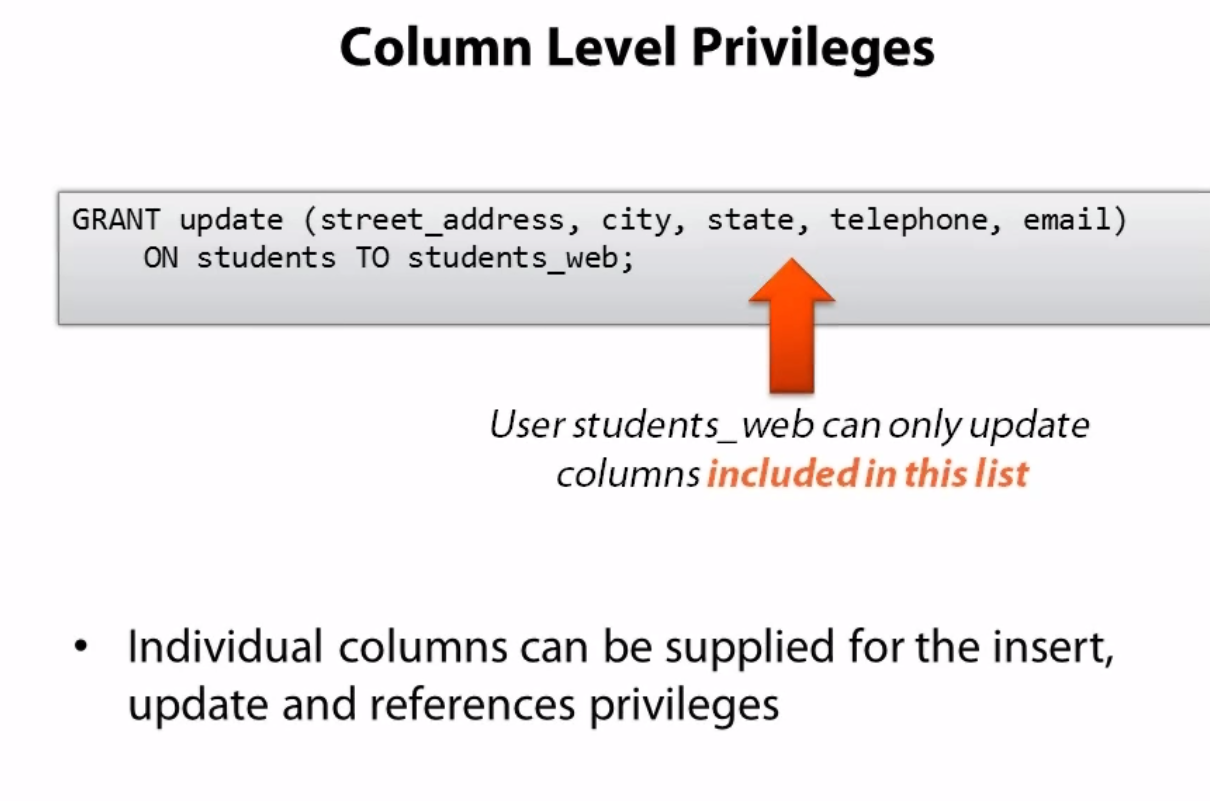 Column Level Privileges
GRANT update (street_address, city, state, telephone, email)
ON students TO students_web;
User students_web can only update
columns included in this list
• Individual columns can be supplied for the insert,
update and references privileges